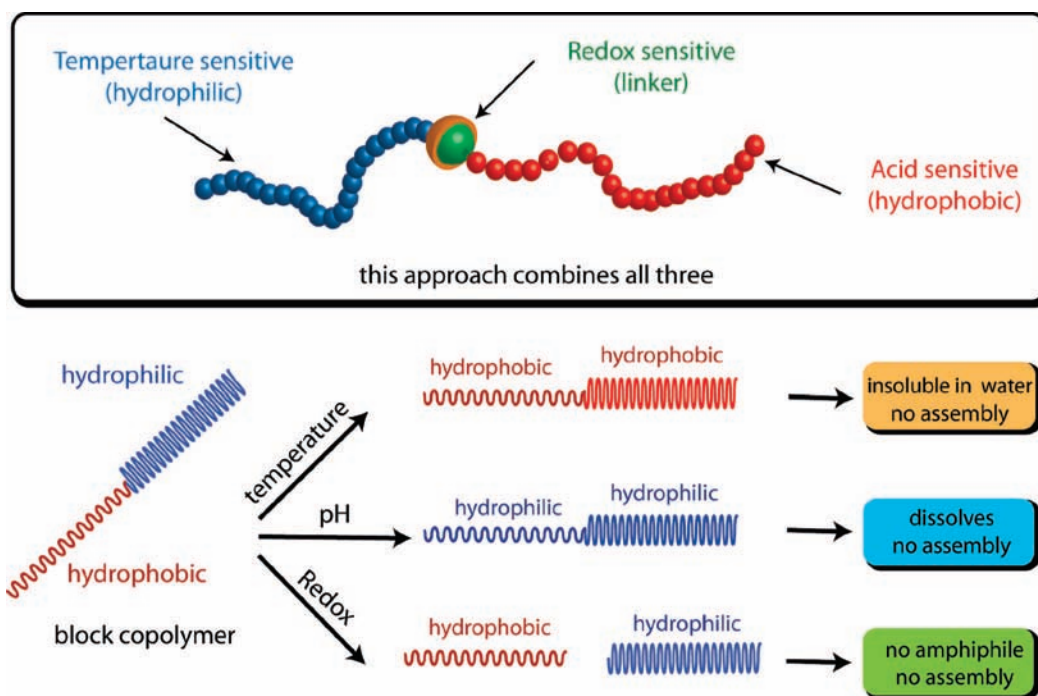 Tempertaure sensitive
(hydrophilic)
Redox sensitive
(linker)
Acid sensitive
(hydrophobic)
this approach combines all three
hydrophilic
hydrophobic
block copolymer
temperature
pH
Redox
hydrophobic
hydrophobic
insoluble in water
no assembly
hydrophilic
hydrophilic
dissolves
no assembly
hydrophobic
hydrophilic
no amphiphile
no assembly